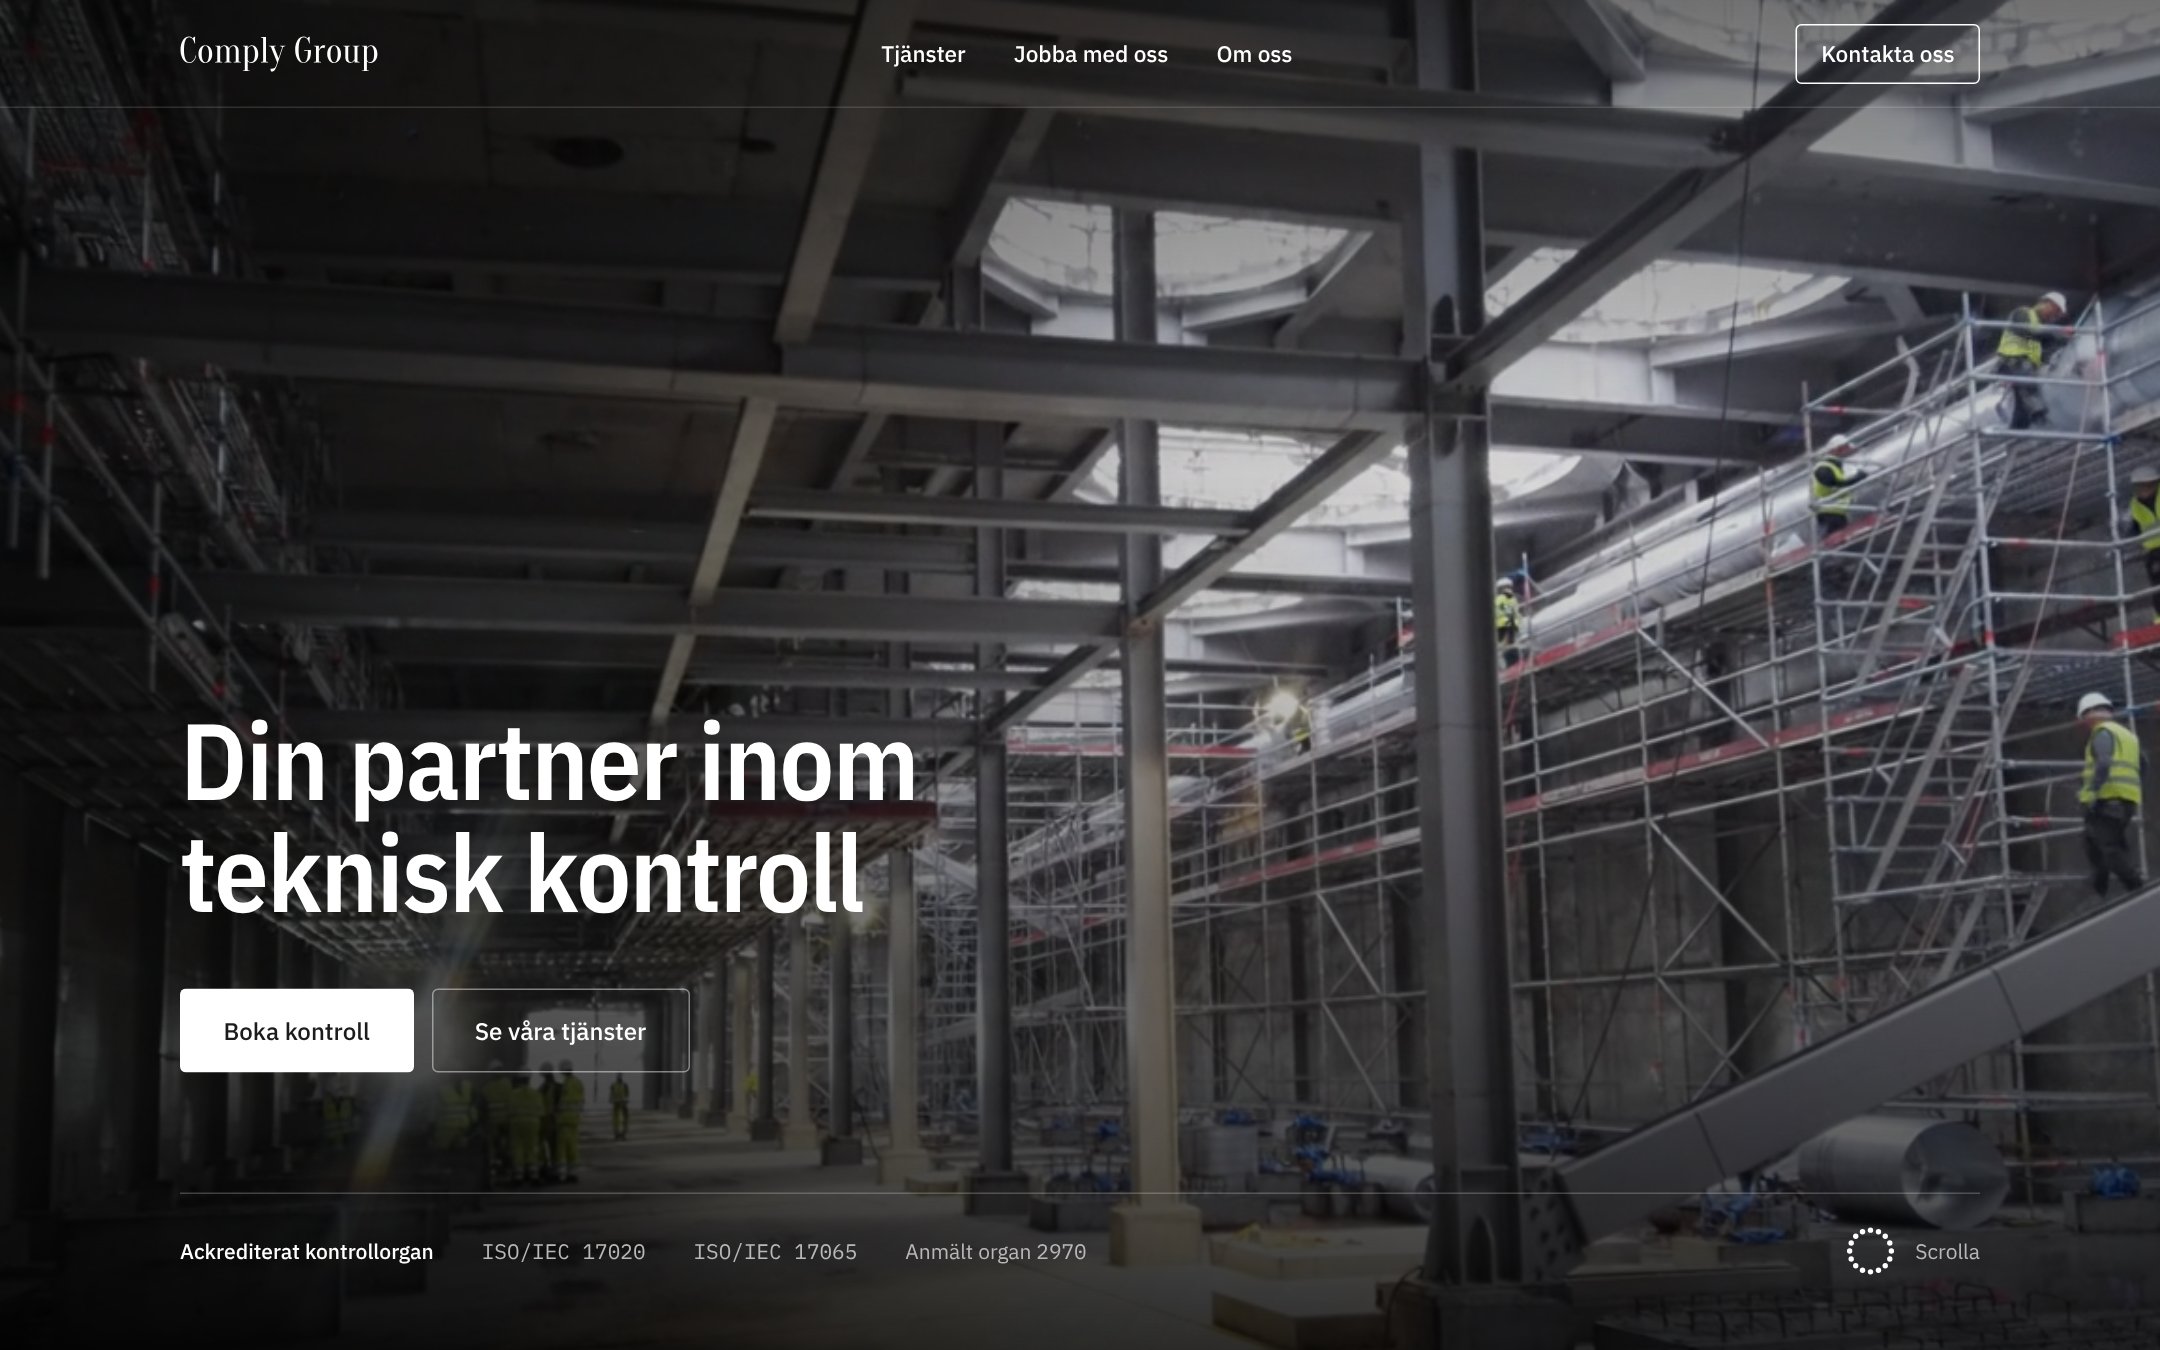 Comply Group
Tjänster Jobba med oss Om oss
Kontakta oss
Din partner inom
teknisk kontroll
Boka kontroll
Se våra tjänster
Ackrediterat kontrollorgan ISO/IEC 17020 ISO/IEC 17065 Anmält organ 2970
Scrolla